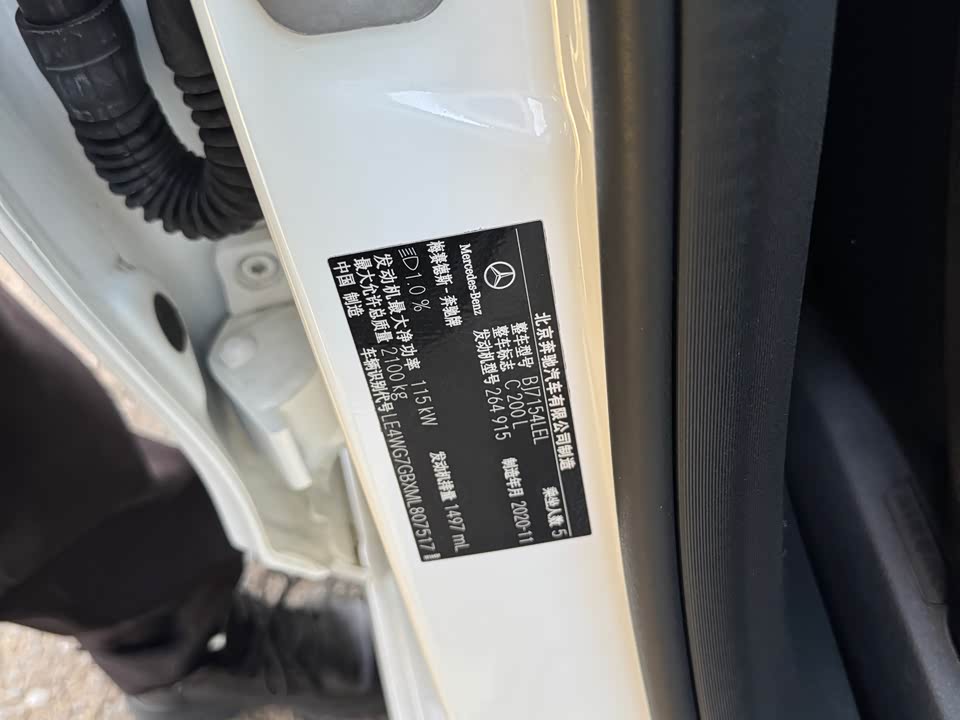 北京奔驰汽车有限公司制造
Mercedes-Benz
梅赛德斯-奔驰牌
整车型号 BJ7154LEL
乘坐人数 5
整车标志 C 200 L
制造年月 2020-11
发动机型号 264 915
1.0 %
发动机最大净功率 115 kW
发动机排量 1497 mL
最大允许总质量 2100 kg
中国 制造
车辆识别代号 LE4WG7GBXML807517